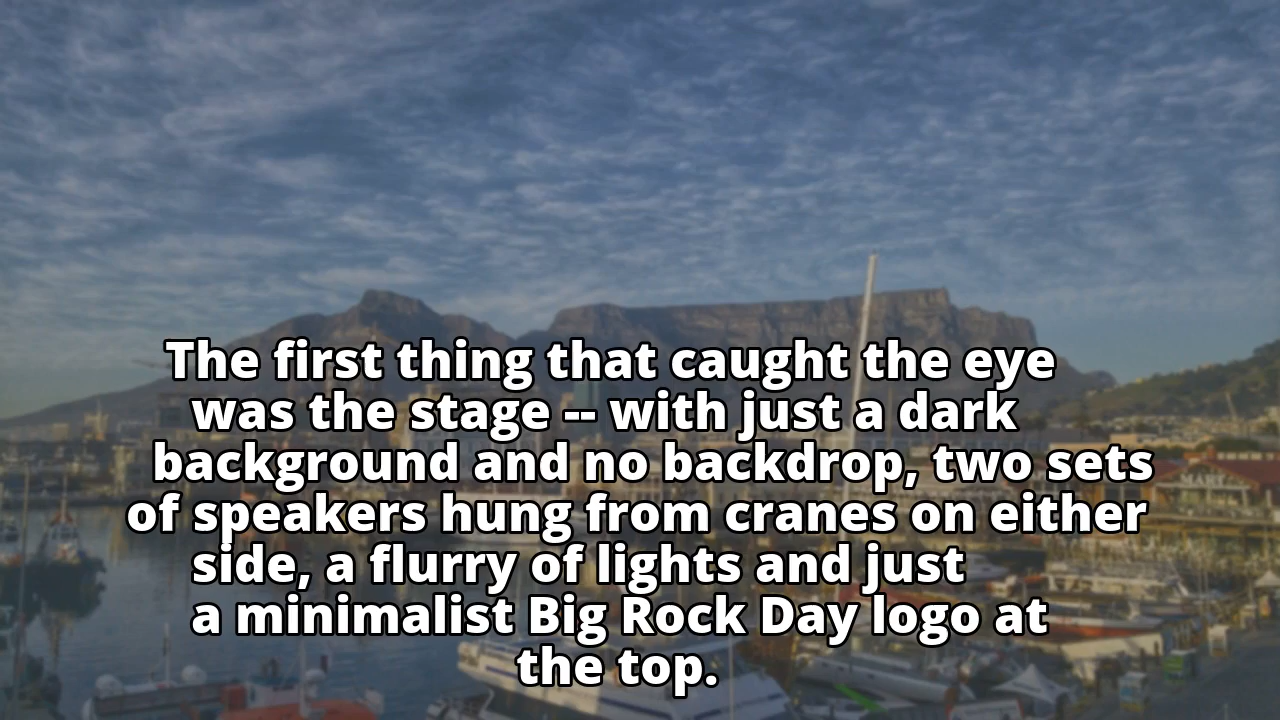 The first thing that caught the eye
was the stage -- with just a dark
background and no backdrop, two sets
of speakers hung from cranes on either
side, a flurry of lights and just
a minimalist Big Rock Day logo at
the top.